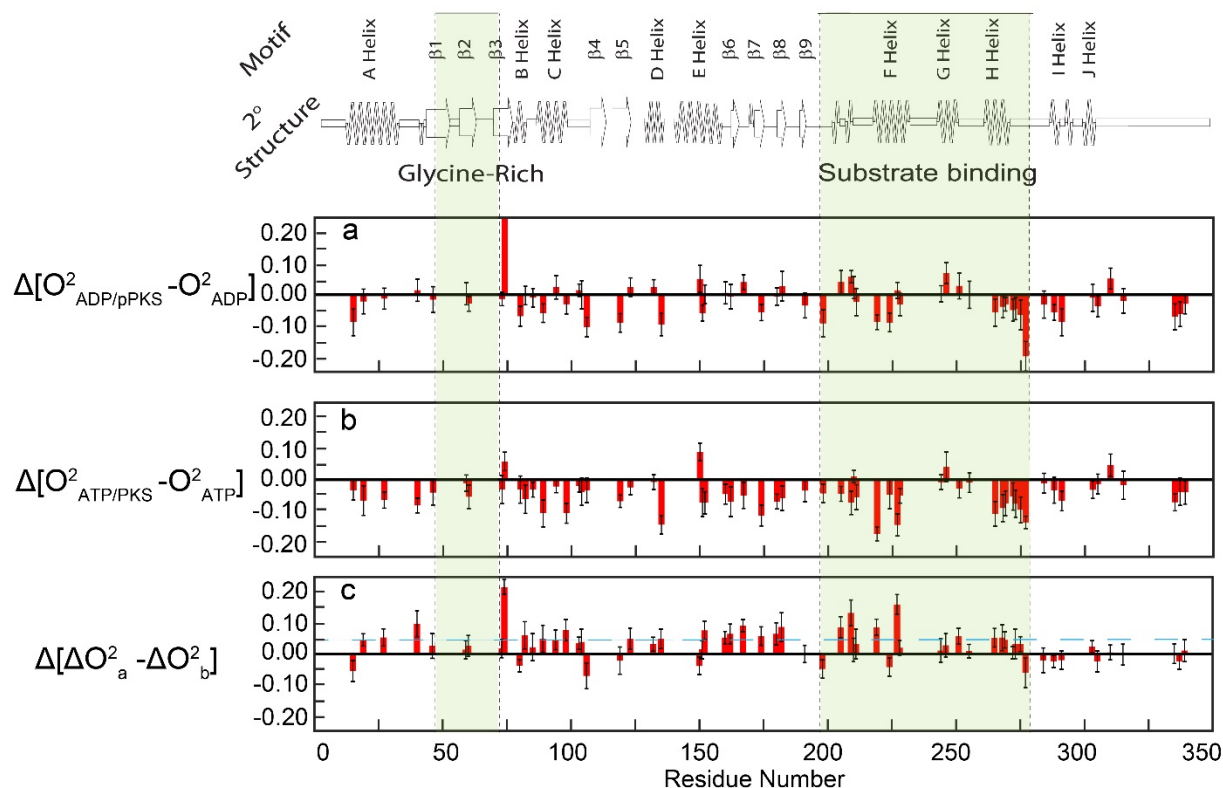 Motif
A Helix
β1
β2
β3
B Helix
C Helix
β4
β5
D Helix
E Helix
β6
β7
β8
β9
F Helix
G Helix
H Helix
I Helix
J Helix
2° Structure
Glycine-Rich
Substrate binding
a
Δ[O²ADP/pPKS -O²ADP]
0.20
0.10
0.00
-0.10
-0.20
b
Δ[O²ATP/PKS -O²ATP]
0.20
0.10
0.00
-0.10
-0.20
c
Δ[ΔO²a -ΔO²b]
0.20
0.10
0.00
-0.10
-0.20
0 50 100 150 200 250 300 350
Residue Number